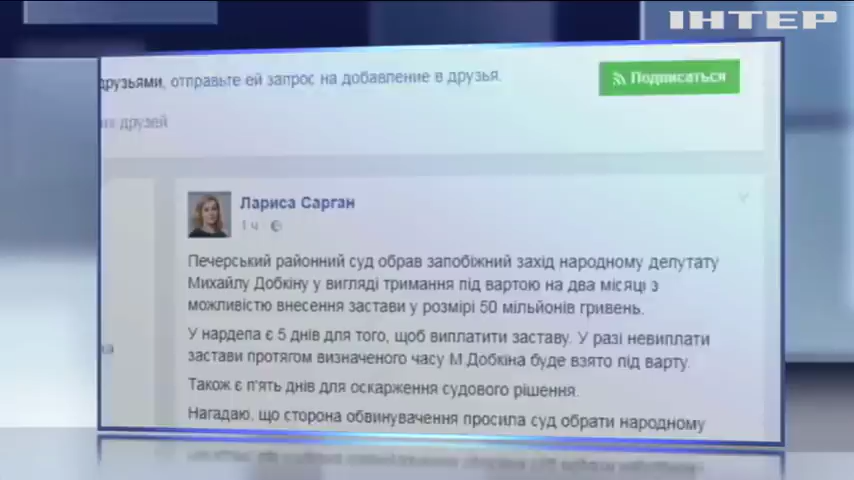 ІНТЕР
друзьями, отправьте ей запрос на добавление в друзья.
Подписаться
друзей
Лариса Сарган
1 ч
Печерський районний суд обрав запобіжний захід народному депутату
Михайлу Добкіну у вигляді тримання під вартою на два місяці з
можливістю внесення застави у розмірі 50 мільйонів гривень.
У нардепа є 5 днів для того, щоб виплатити заставу. У разі невиплати
застави протягом визначеного часу М.Добкіна буде взято під варту.
Також є п'ять днів для оскарження судового рішення.
Нагадаю, що сторона обвинувачення просила суд обрати народному